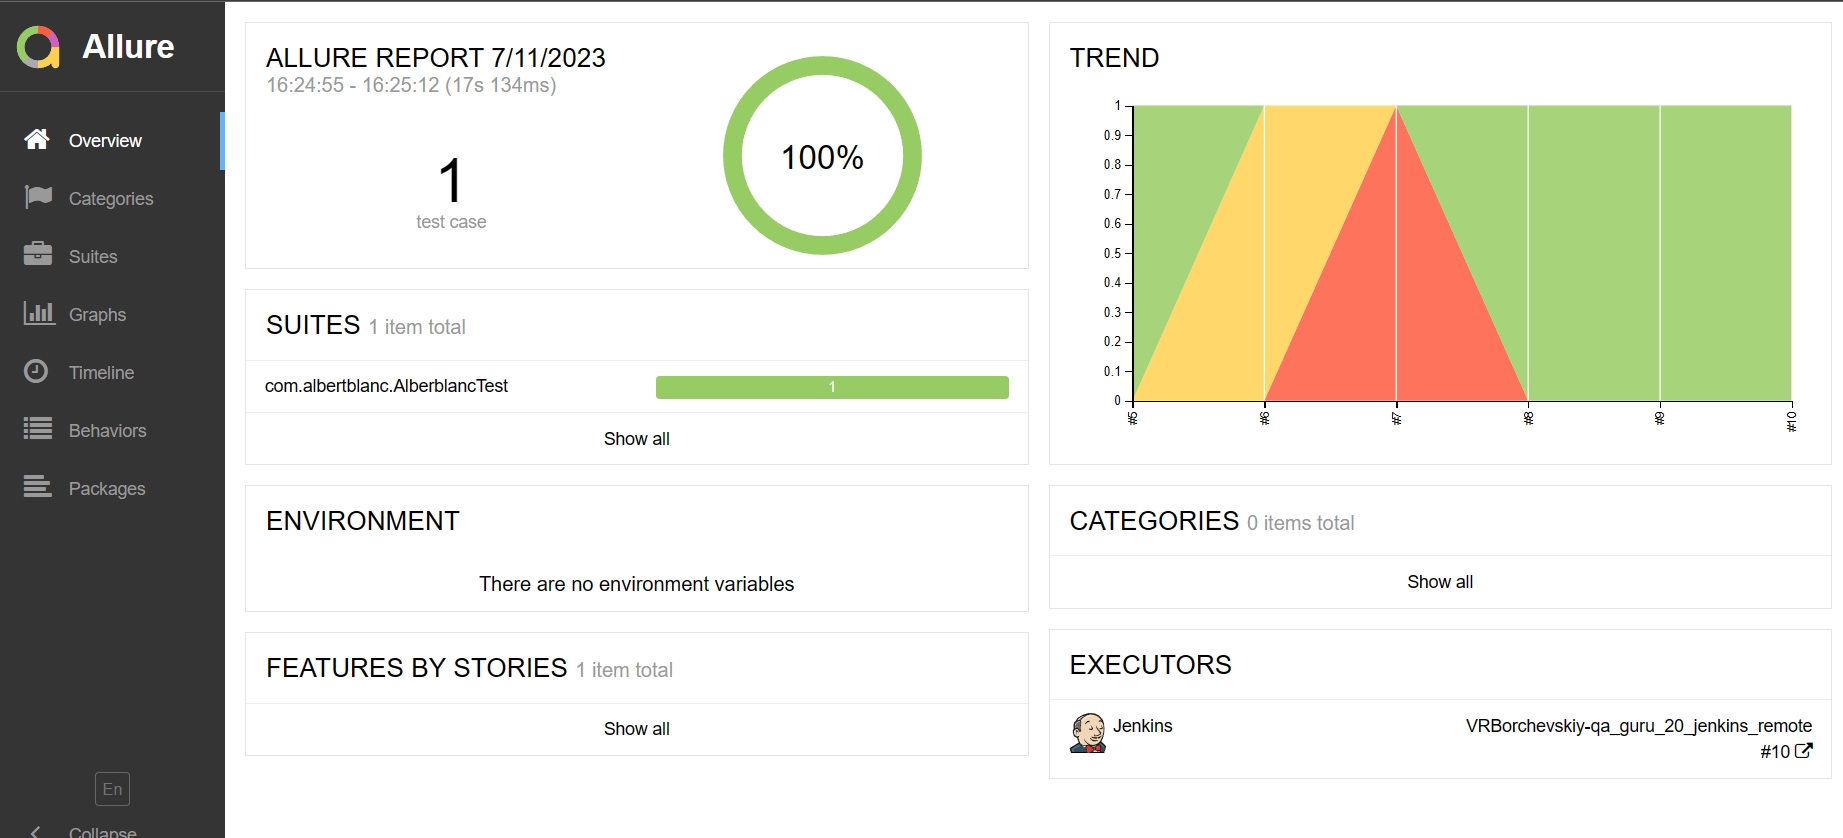 Allure
Overview
Categories
Suites
Graphs
Timeline
Behaviors
Packages
En
Collapse
ALLURE REPORT 7/11/2023
16:24:55 - 16:25:12 (17s 134ms)
1
test case
100%
SUITES 1 item total
com.albertblanc.AlberblancTest 1
Show all
ENVIRONMENT
There are no environment variables
FEATURES BY STORIES 1 item total
Show all
TREND
1
0.9
0.8
0.7
0.6
0.5
0.4
0.3
0.2
0.1
0
#5 #6 #7 #8 #9 #10
CATEGORIES 0 items total
Show all
EXECUTORS
Jenkins VRBorchevskiy-qa_guru_20_jenkins_remote
#10